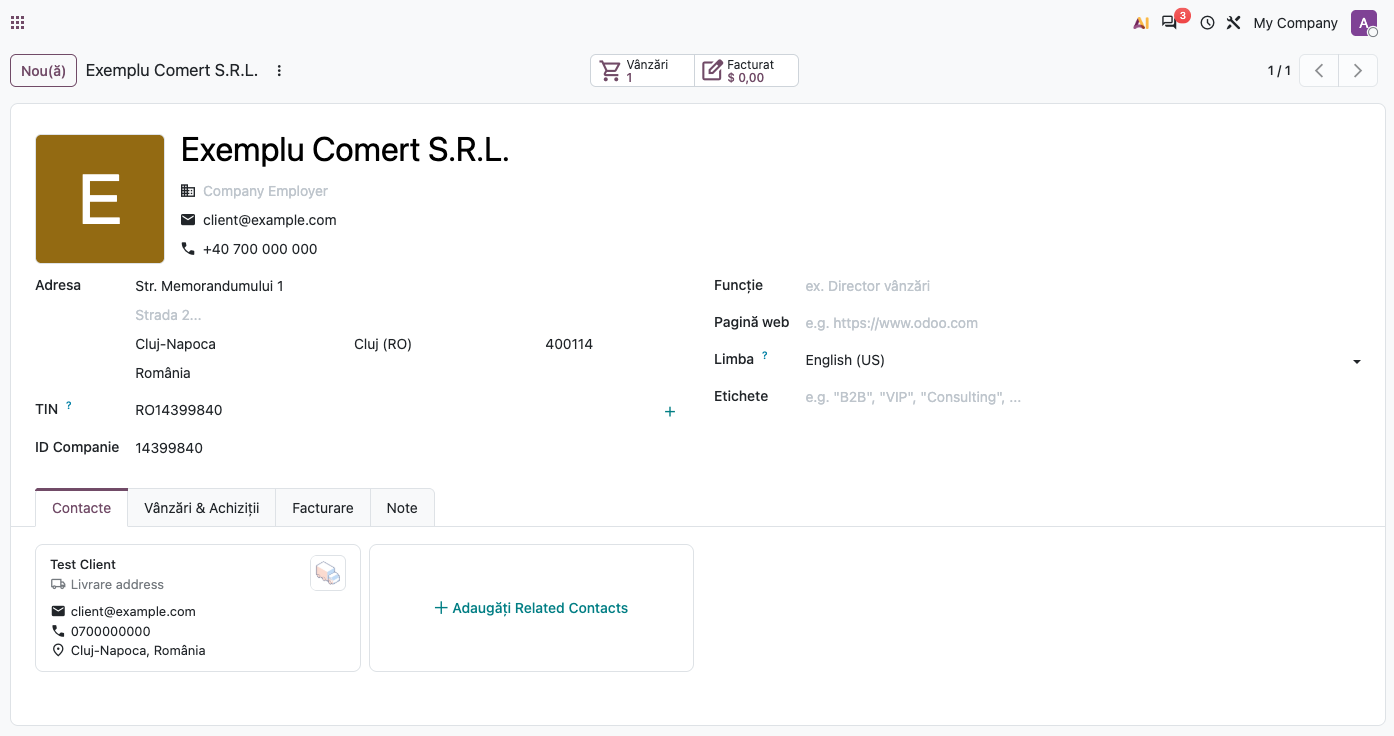 AI
3
My Company
A
Nou(ă)
Exemplu Comert S.R.L.
Vânzări
1
Facturat
$ 0,00
1 / 1
E
Exemplu Comert S.R.L.
Company Employer
client@example.com
+40 700 000 000
Adresa
Str. Memorandumului 1
Strada 2...
Cluj-Napoca Cluj (RO) 400114
România
TIN ? RO14399840 +
ID Companie 14399840
Funcție ex. Director vânzări
Pagină web e.g. https://www.odoo.com
Limba ? English (US)
Etichete e.g. "B2B", "VIP", "Consulting", ...
Contacte Vânzări & Achiziții Facturare Note
Test Client
Livrare address
client@example.com
0700000000
Cluj-Napoca, România
+ Adaugăți Related Contacts